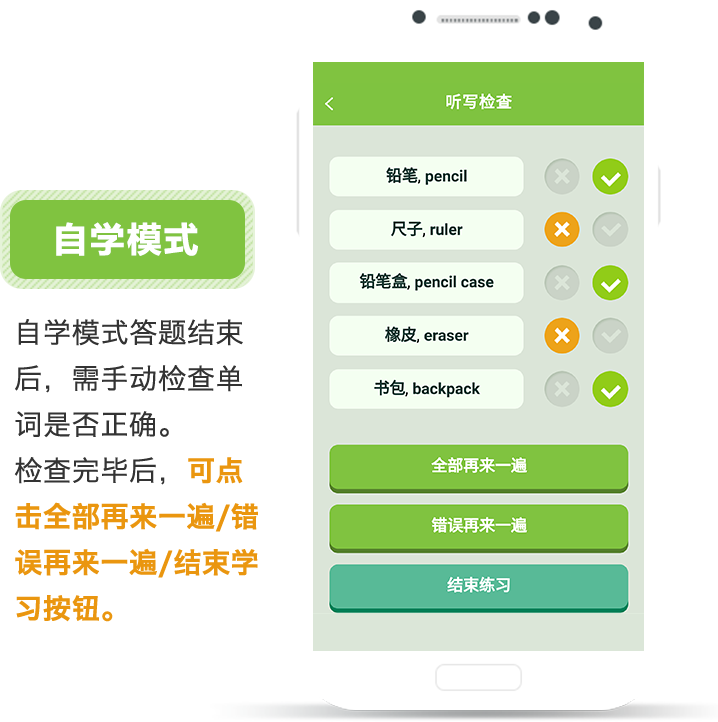 自学模式
自学模式答题结束
后，需手动检查单
词是否正确。
检查完毕后，可点
击全部再来一遍/错
误再来一遍/结束学
习按钮。
听写检查
铅笔, pencil
尺子, ruler
铅笔盒, pencil case
橡皮, eraser
书包, backpack
全部再来一遍
错误再来一遍
结束练习